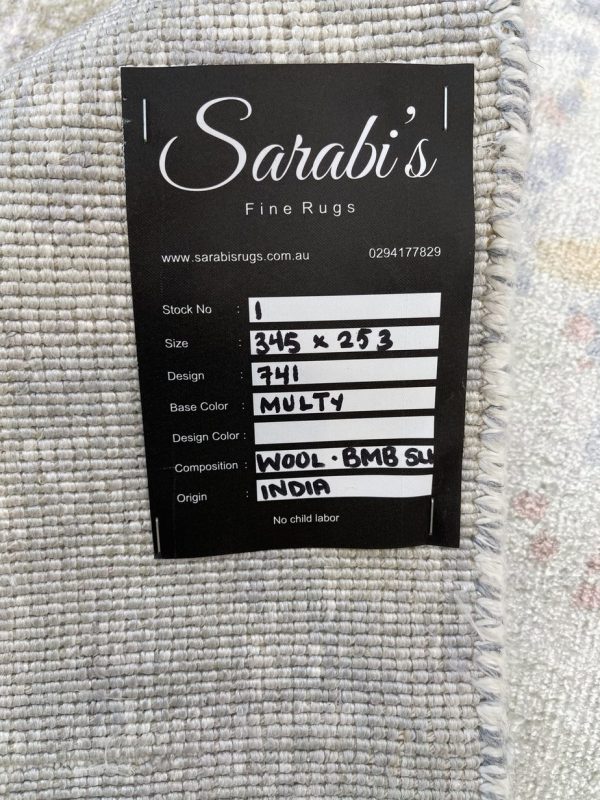 Sarabi's
Fine Rugs
www.sarabisrugs.com.au 0294177829
Stock No : 1
Size : 345 x 253
Design : 741
Base Color : MULTY
Design Color :
Composition : WOOL · BMB
Origin : INDIA
No child labor